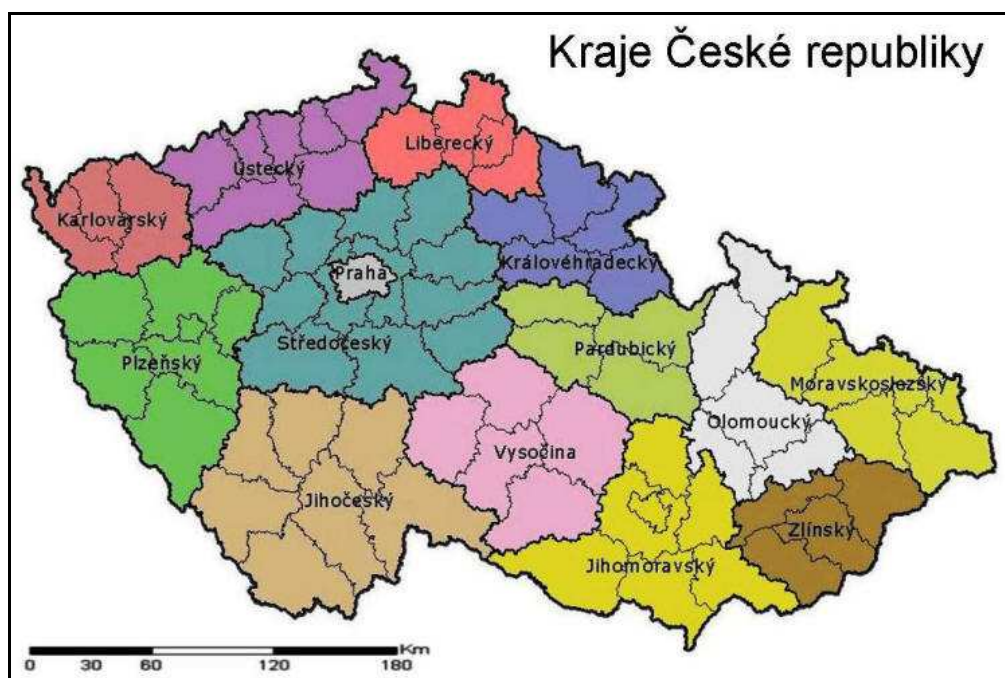 Kraje České republiky
Liberecký
Ústecký
Karlovarský
Královéhradecký
Praha
Středočeský
Pardubický
Plzeňský
Moravskoslezský
Olomoucký
Vysočina
Jihočeský
Zlínský
Jihomoravský
Km
0 30 60 120 180